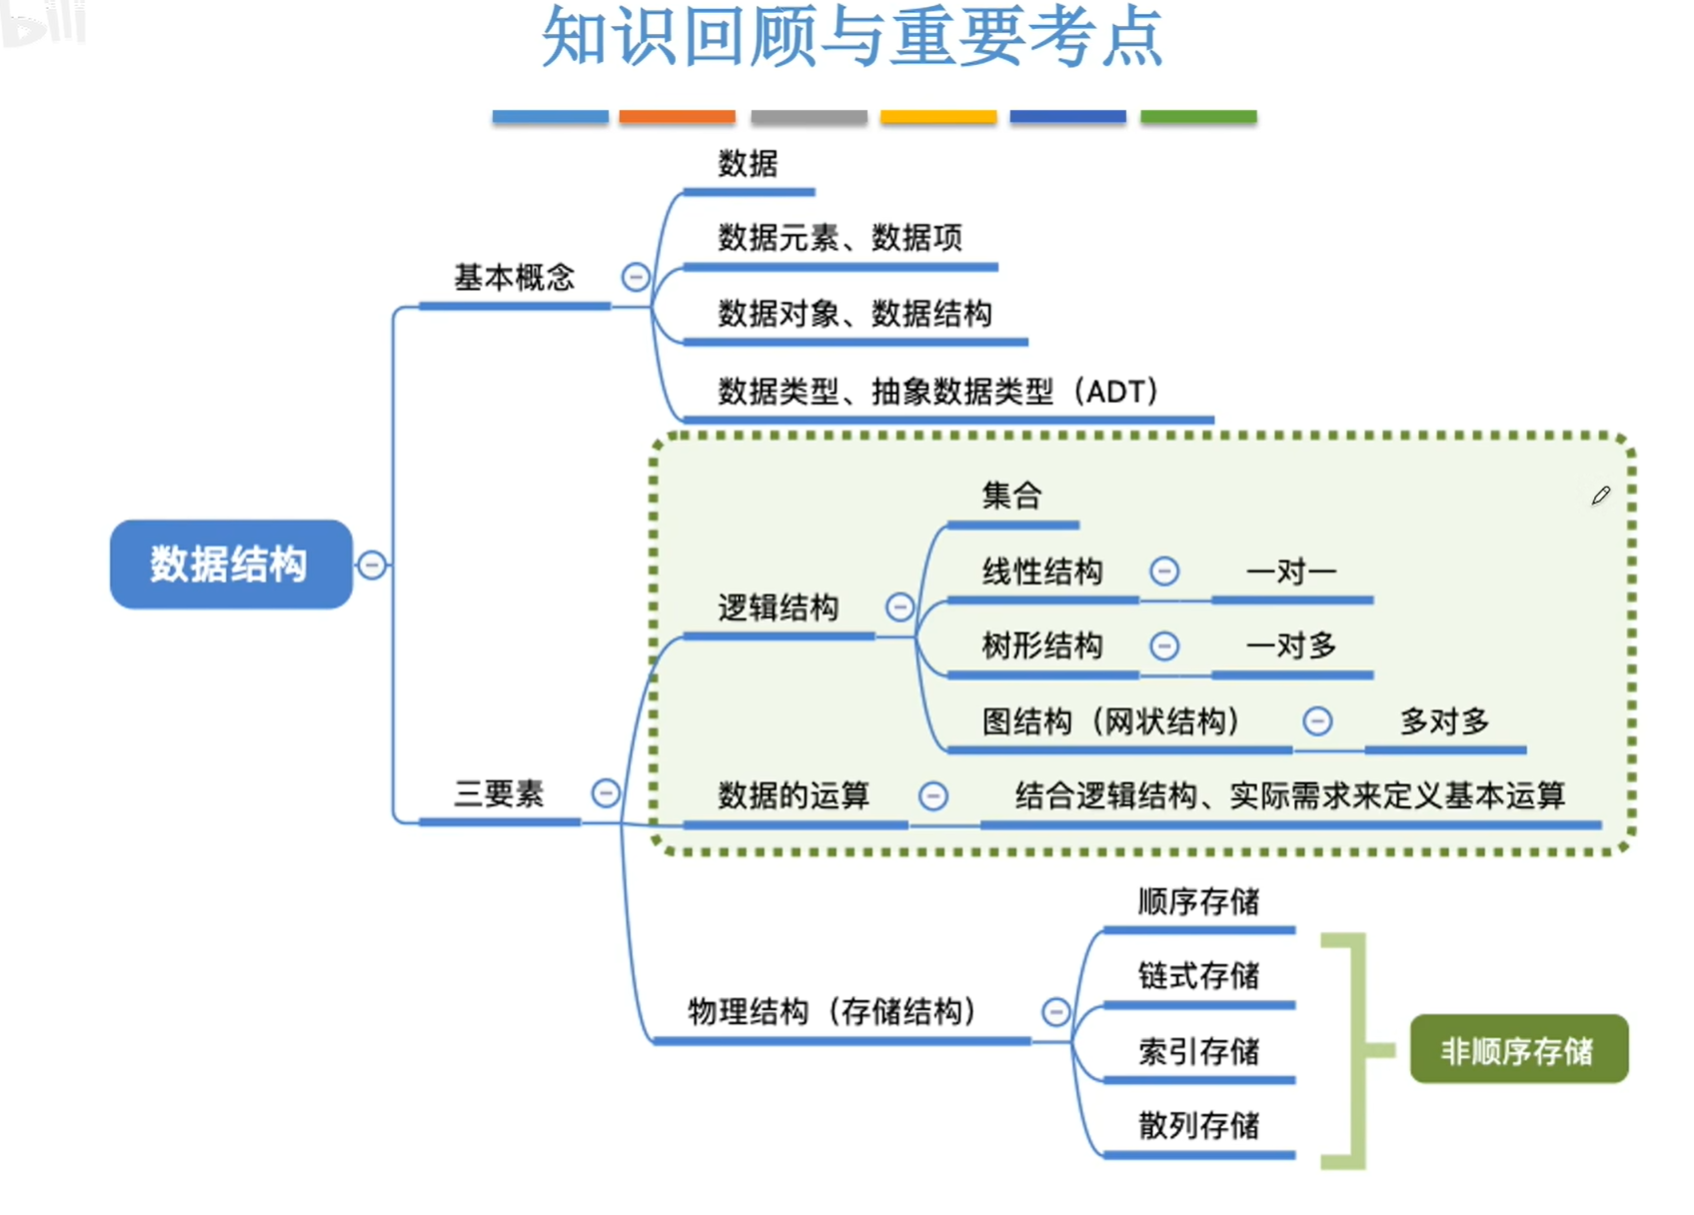 bili
知识回顾与重要考点
数据
数据元素、数据项
基本概念
数据对象、数据结构
数据类型、抽象数据类型（ADT）
数据结构
集合
线性结构
一对一
逻辑结构
树形结构
一对多
图结构（网状结构）
多对多
三要素
数据的运算
结合逻辑结构、实际需求来定义基本运算
顺序存储
链式存储
物理结构（存储结构）
索引存储
非顺序存储
散列存储